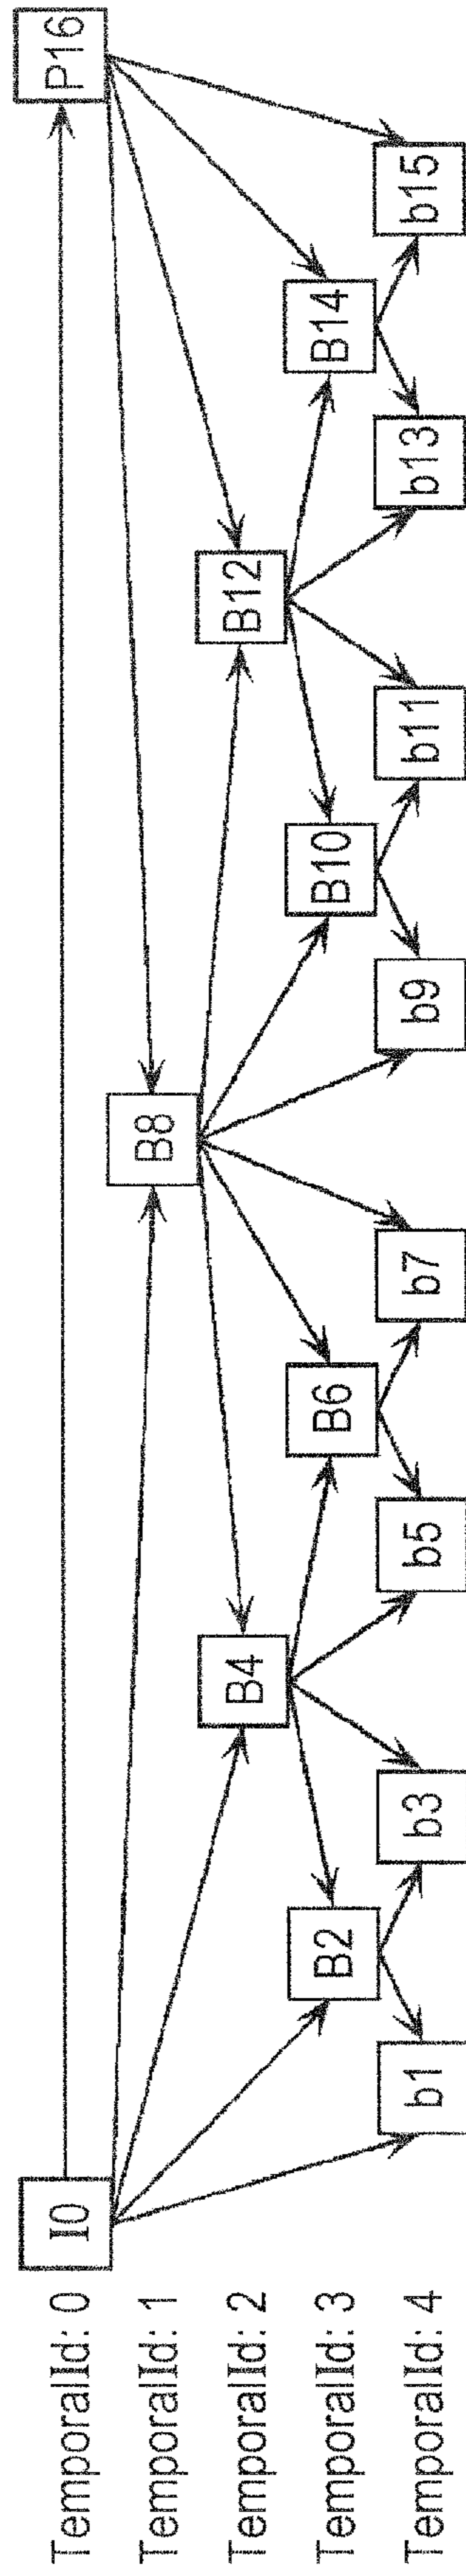 TemporalId: 0 I0 P16
TemporalId: 1 B8
TemporalId: 2 B4 B12
TemporalId: 3 B2 B6 B10 B14
TemporalId: 4 b1 b3 b5 b7 b9 b11 b13 b15